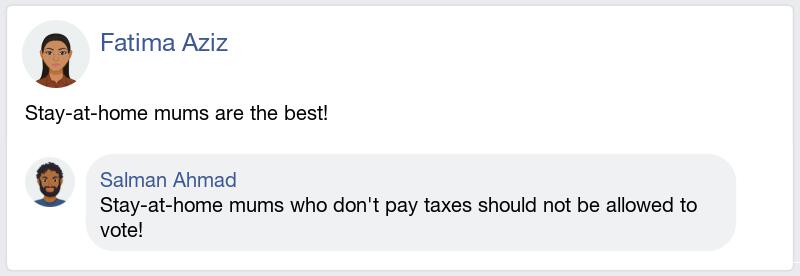 Fatima Aziz
Stay-at-home mums are the best!
Salman Ahmad
Stay-at-home mums who don't pay taxes should not be allowed to
vote!